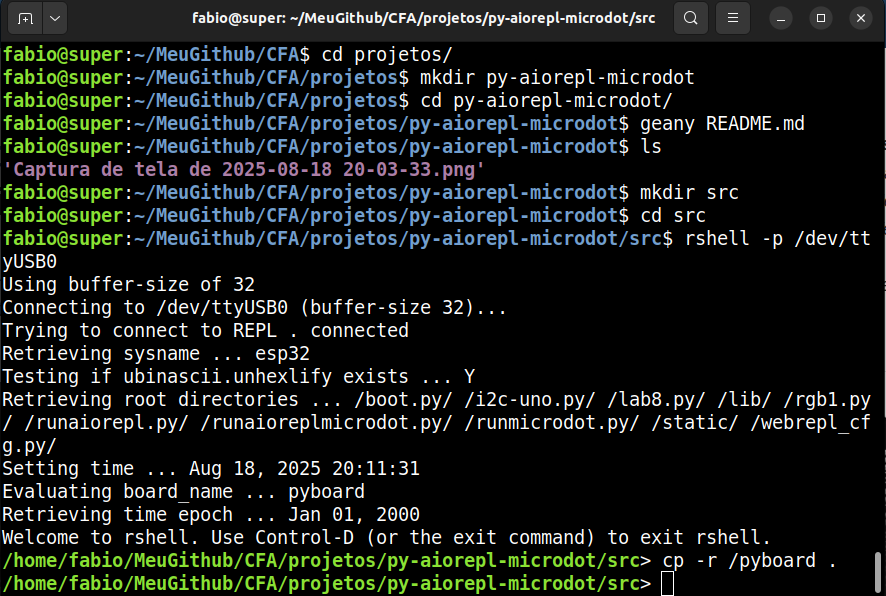 fabio@super: ~/MeuGithub/CFA/projetos/py-aiorepl-microdot/src
fabio@super:~/MeuGithub/CFA$ cd projetos/
fabio@super:~/MeuGithub/CFA/projetos$ mkdir py-aiorepl-microdot
fabio@super:~/MeuGithub/CFA/projetos$ cd py-aiorepl-microdot/
fabio@super:~/MeuGithub/CFA/projetos/py-aiorepl-microdot$ geany README.md
fabio@super:~/MeuGithub/CFA/projetos/py-aiorepl-microdot$ ls
'Captura de tela de 2025-08-18 20-03-33.png'
fabio@super:~/MeuGithub/CFA/projetos/py-aiorepl-microdot$ mkdir src
fabio@super:~/MeuGithub/CFA/projetos/py-aiorepl-microdot$ cd src
fabio@super:~/MeuGithub/CFA/projetos/py-aiorepl-microdot/src$ rshell -p /dev/tt
yUSB0
Using buffer-size of 32
Connecting to /dev/ttyUSB0 (buffer-size 32)...
Trying to connect to REPL . connected
Retrieving sysname ... esp32
Testing if ubinascii.unhexlify exists ... Y
Retrieving root directories ... /boot.py/ /i2c-uno.py/ /lab8.py/ /lib/ /rgb1.py
/ /runaiorepl.py/ /runaioreplmicrodot.py/ /runmicrodot.py/ /static/ /webrepl_cf
g.py/
Setting time ... Aug 18, 2025 20:11:31
Evaluating board_name ... pyboard
Retrieving time epoch ... Jan 01, 2000
Welcome to rshell. Use Control-D (or the exit command) to exit rshell.
/home/fabio/MeuGithub/CFA/projetos/py-aiorepl-microdot/src> cp -r /pyboard .
/home/fabio/MeuGithub/CFA/projetos/py-aiorepl-microdot/src>